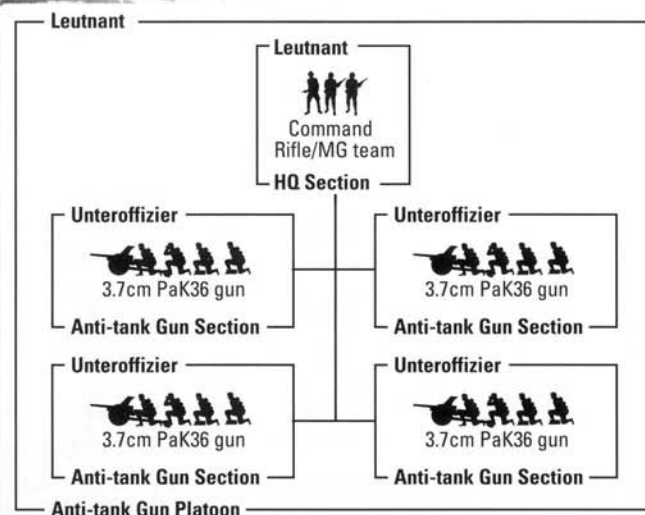 Leutnant
Leutnant
Command
Rifle/MG team
HQ Section
Unteroffizier
3.7cm PaK36 gun
Anti-tank Gun Section
Unteroffizier
3.7cm PaK36 gun
Anti-tank Gun Section
Unteroffizier
3.7cm PaK36 gun
Anti-tank Gun Section
Unteroffizier
3.7cm PaK36 gun
Anti-tank Gun Section
Anti-tank Gun Platoon